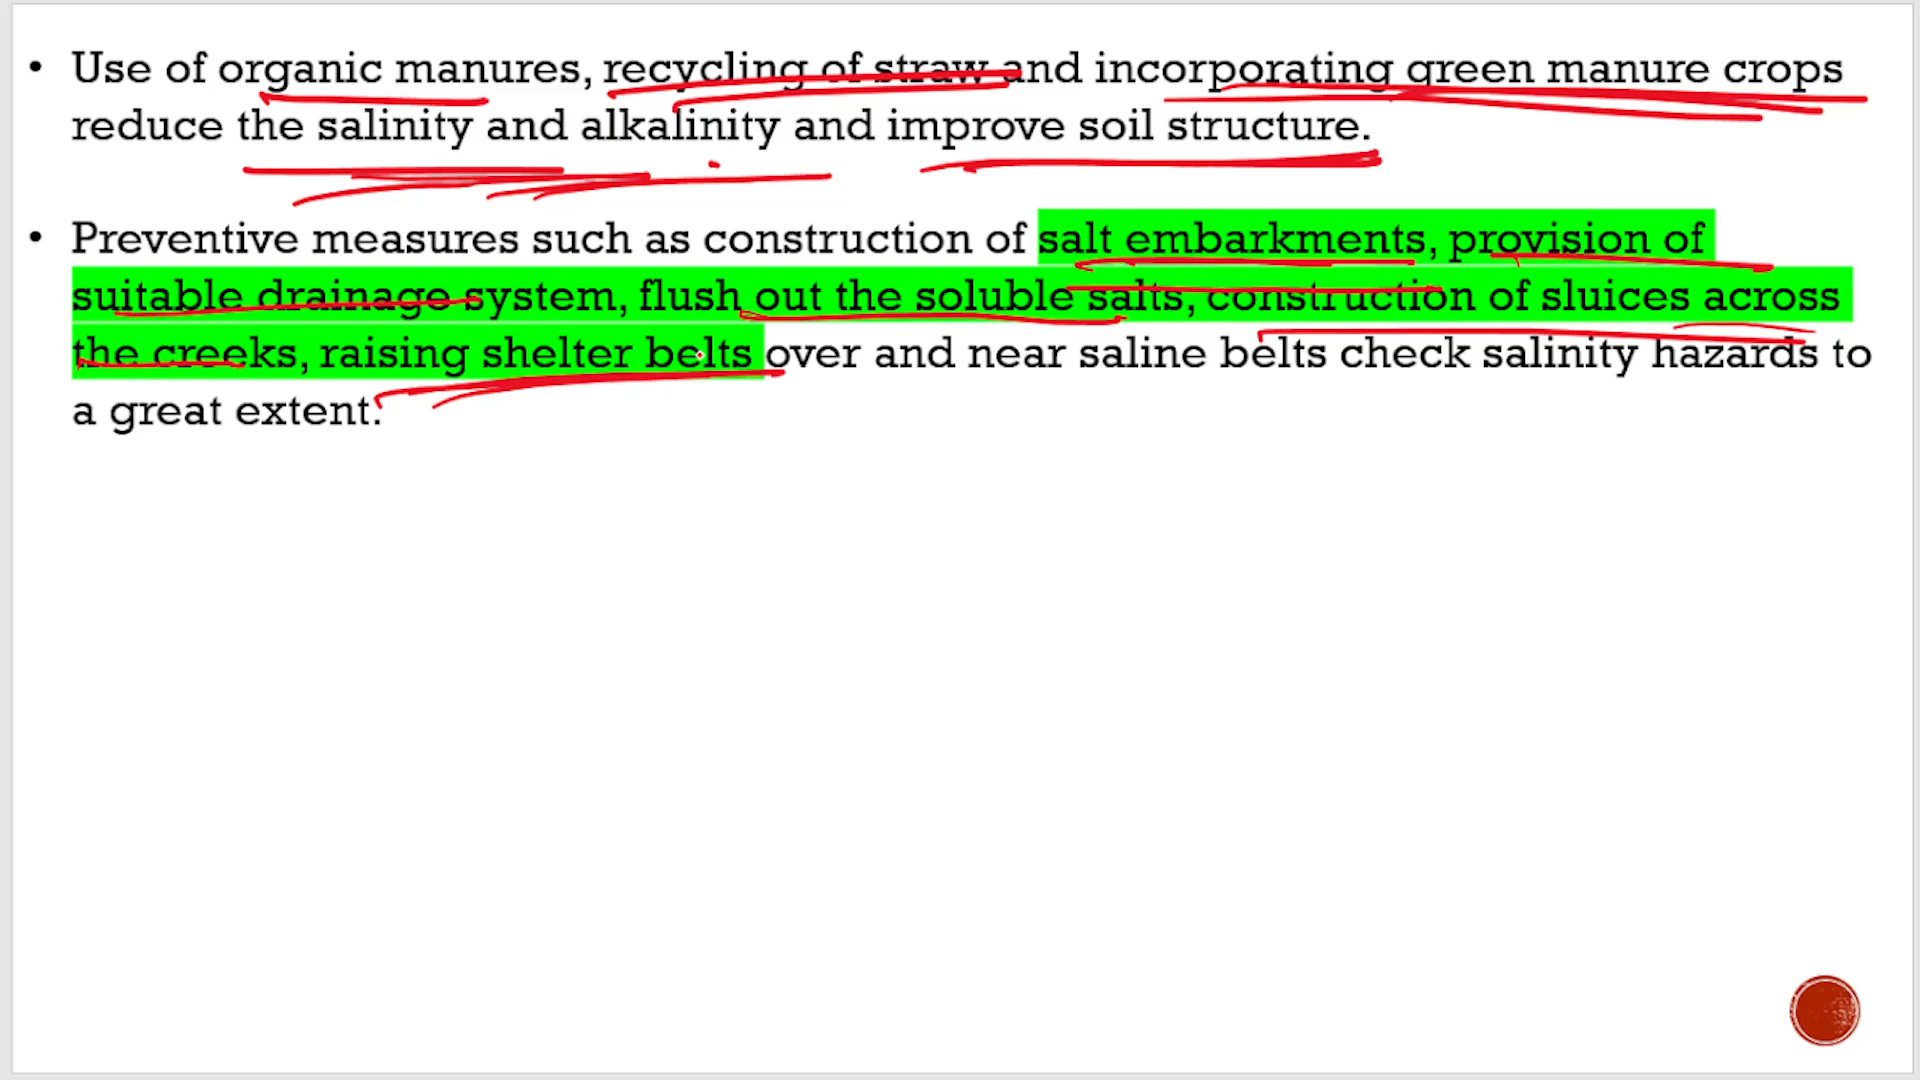 • Use of organic manures, recycling of straw and incorporating green manure crops
reduce the salinity and alkalinity and improve soil structure.
• Preventive measures such as construction of salt embarkments, provision of
suitable drainage system, flush out the soluble salts, construction of sluices across
the creeks, raising shelter belts over and near saline belts check salinity hazards to
a great extent.